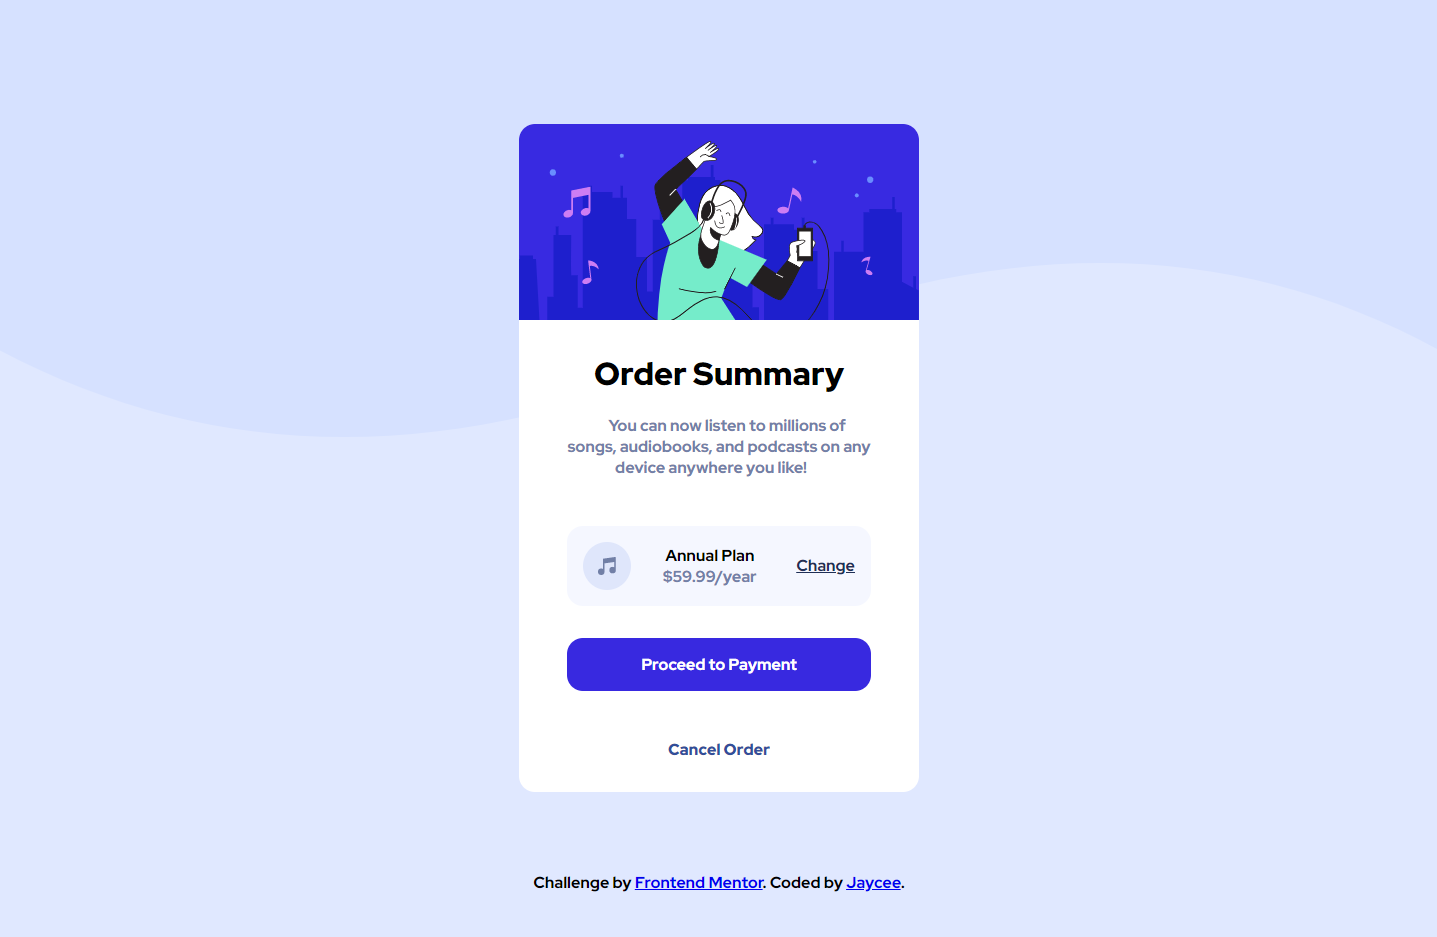 Order Summary
You can now listen to millions of
songs, audiobooks, and podcasts on any
device anywhere you like!
Annual Plan
$59.99/year
Change
Proceed to Payment
Cancel Order
Challenge by Frontend Mentor. Coded by Jaycee.